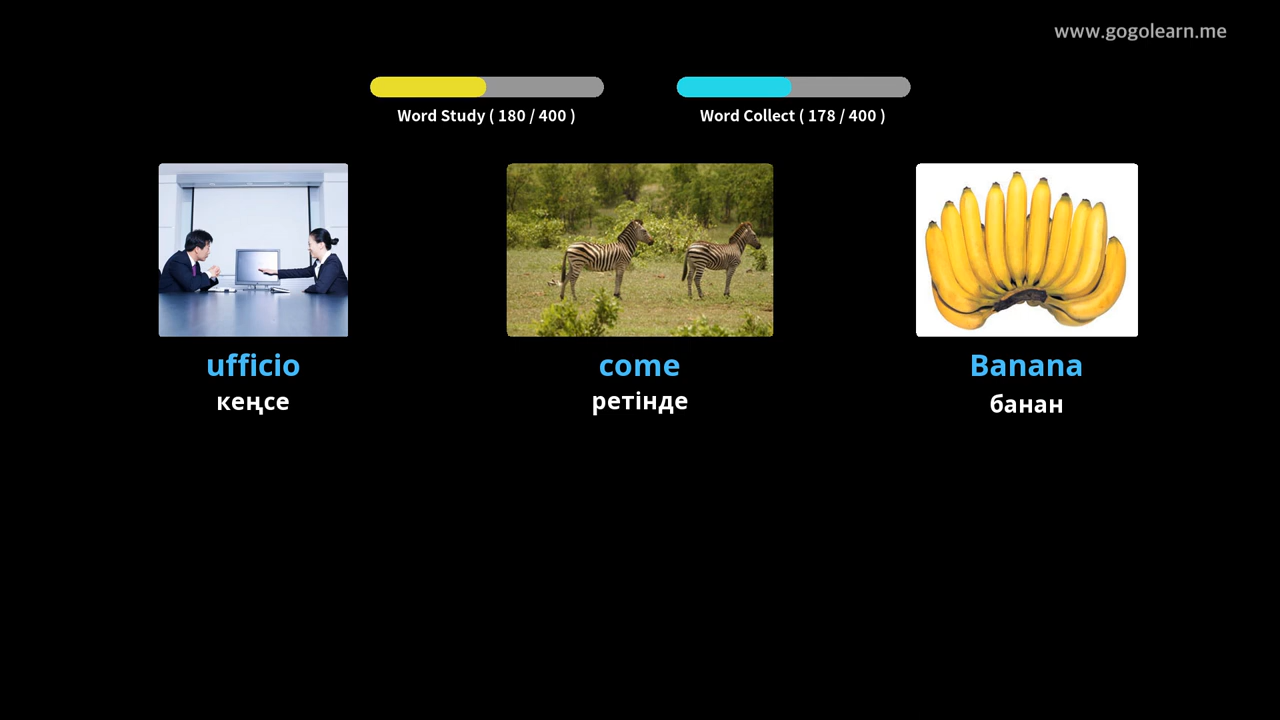 www.gogolearn.me
Word Study ( 180 / 400 )
Word Collect ( 178 / 400 )
ufficio
come
Banana
кеңсе
ретінде
банан